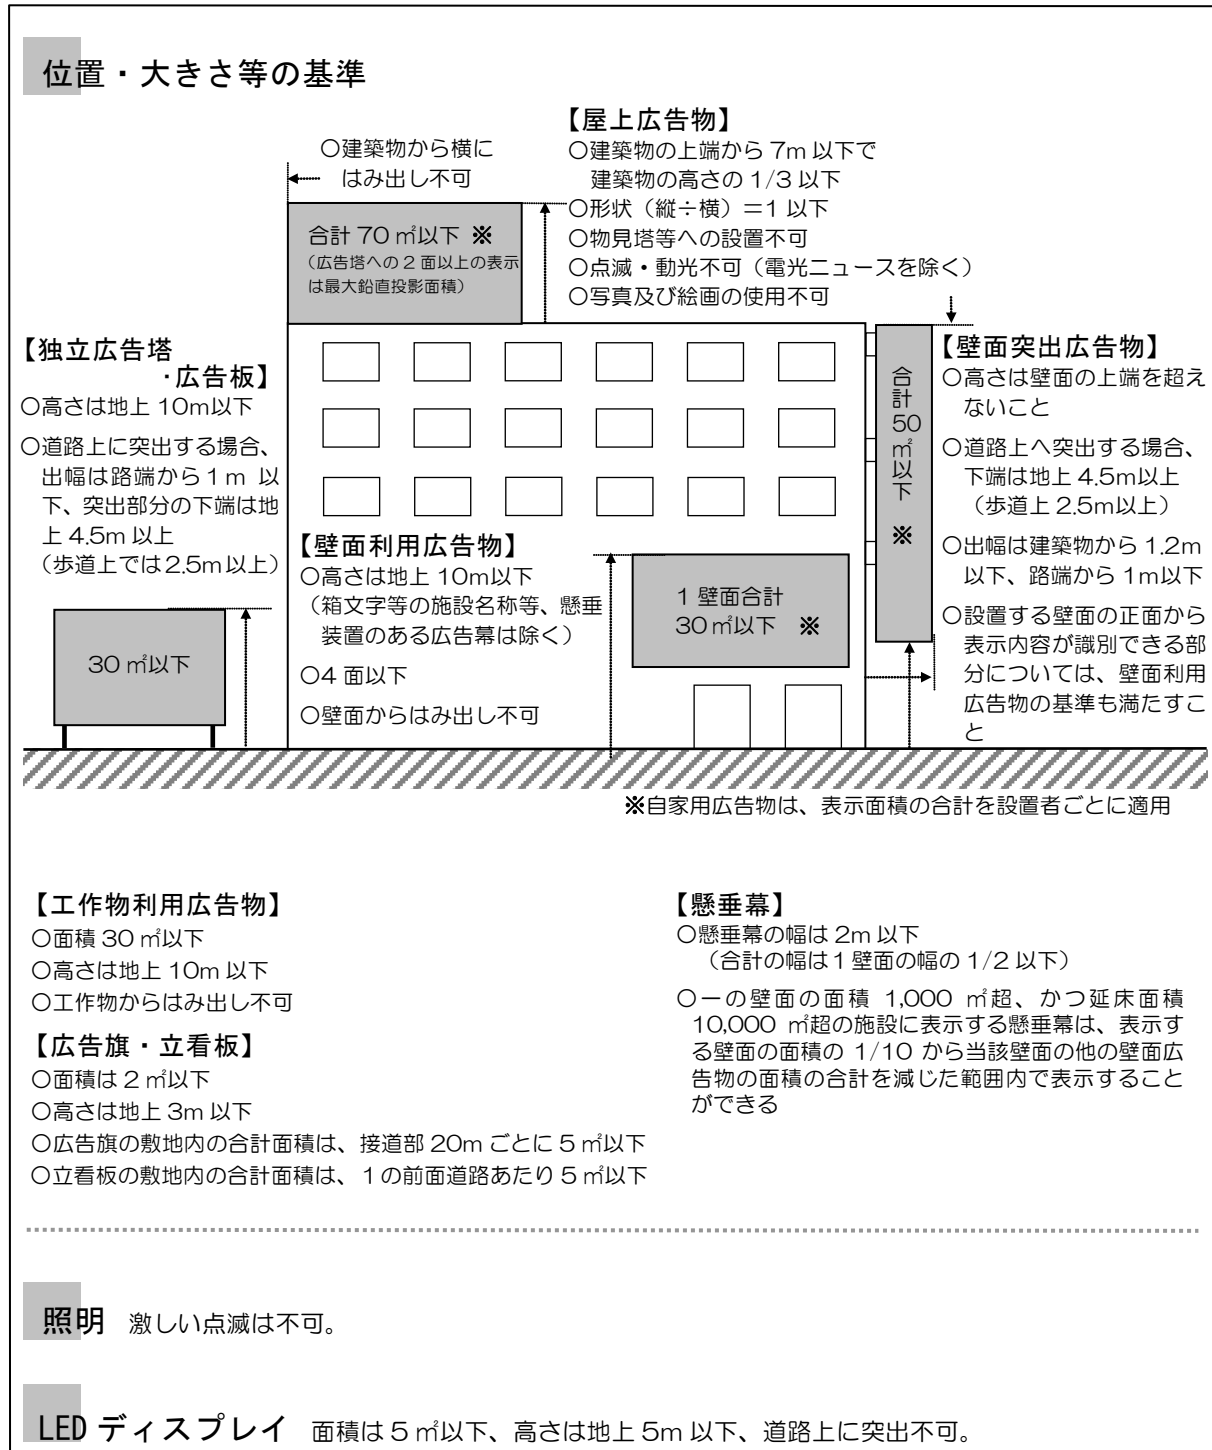 位置・大きさ等の基準
【屋上広告物】
○建築物から横に
はみ出し不可
○建築物の上端から 7m 以下で
建築物の高さの 1/3 以下
○形状（縦÷横）＝1 以下
○物見塔等への設置不可
○点滅・動光不可（電光ニュースを除く）
○写真及び絵画の使用不可
合計 70 ㎡以下 ※
（広告塔への 2 面以上の表示
は最大鉛直投影面積）
【独立広告塔
・広告板】
○高さは地上 10m以下
○道路上に突出する場合、
出幅は路端から 1 m 以
下、突出部分の下端は地
上 4.5m 以上
（歩道上では2.5m以上）
30 ㎡以下
【壁面利用広告物】
○高さは地上 10m以下
（箱文字等の施設名称等、懸垂
装置のある広告幕は除く）
○4 面以下
○壁面からはみ出し不可
1 壁面合計
30 ㎡以下 ※
合計 50 ㎡以下 ※
【壁面突出広告物】
○高さは壁面の上端を超え
ないこと
○道路上へ突出する場合、
下端は地上 4.5m以上
（歩道上 2.5m以上）
○出幅は建築物から 1.2m
以下、路端から 1m以下
○設置する壁面の正面から
表示内容が識別できる部
分については、壁面利用
広告物の基準も満たすこ
と
※自家用広告物は、表示面積の合計を設置者ごとに適用
【工作物利用広告物】
○面積 30 ㎡以下
○高さは地上 10m 以下
○工作物からはみ出し不可
【広告旗・立看板】
○面積は 2 ㎡以下
○高さは地上 3m 以下
○広告旗の敷地内の合計面積は、接道部 20m ごとに 5 ㎡以下
○立看板の敷地内の合計面積は、1 の前面道路あたり 5 ㎡以下
【懸垂幕】
○懸垂幕の幅は 2m 以下
（合計の幅は 1 壁面の幅の 1/2 以下）
○一の壁面の面積 1,000 ㎡超、かつ延床面積
10,000 ㎡超の施設に表示する懸垂幕は、表示す
る壁面の面積の 1/10 から当該壁面の他の壁面広
告物の面積の合計を減じた範囲内で表示すること
ができる
照明 激しい点滅は不可。
LED ディスプレイ 面積は 5 ㎡以下、高さは地上 5m 以下、道路上に突出不可。